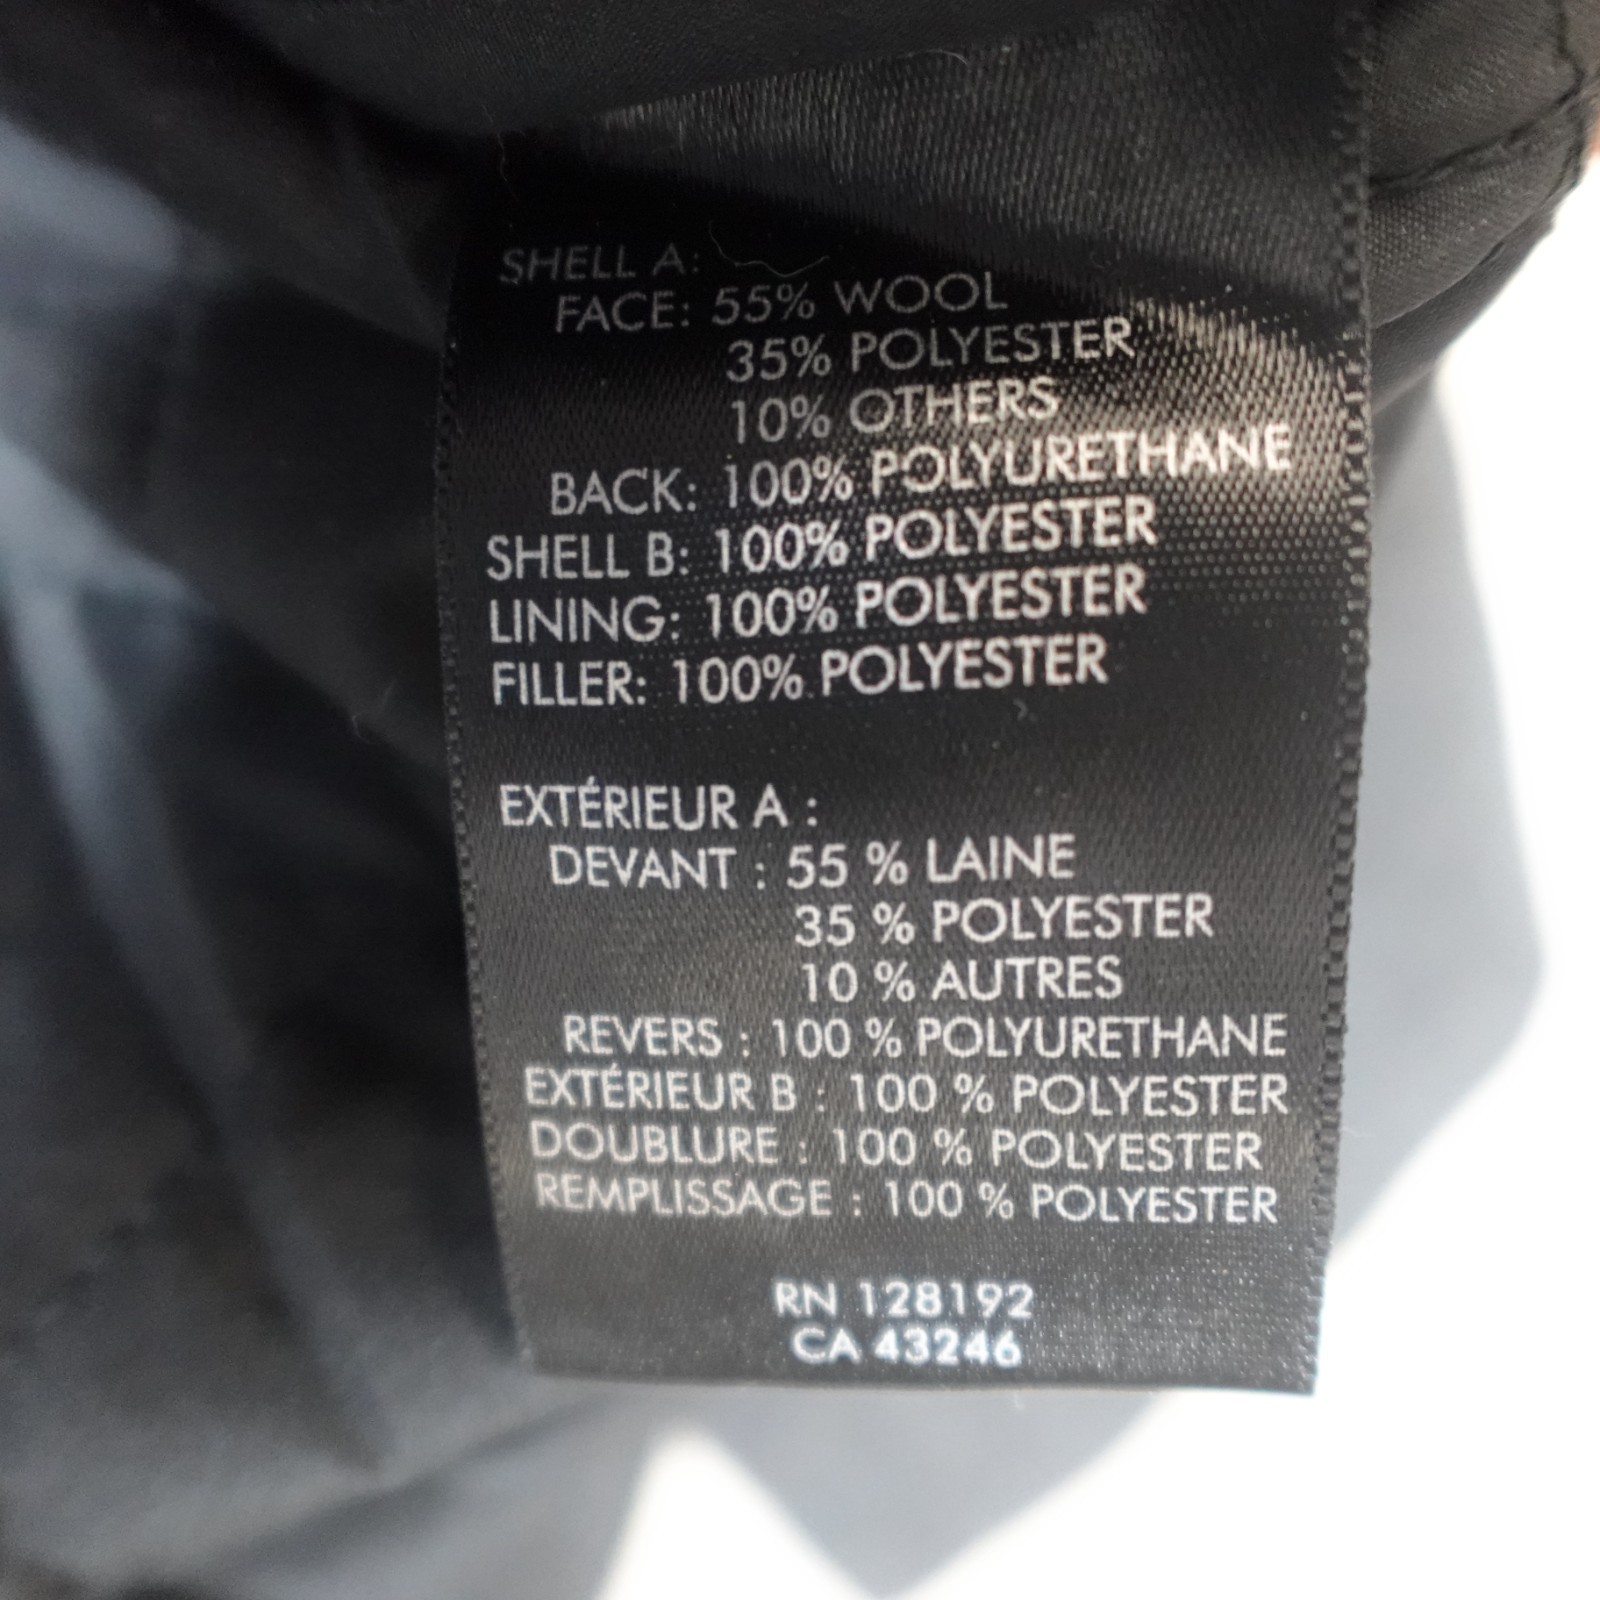 SHELL A:
FACE: 55% WOOL
35% POLYESTER
10% OTHERS
BACK: 100% POLYURETHANE
SHELL B: 100% POLYESTER
LINING: 100% POLYESTER
FILLER: 100% POLYESTER
EXTÉRIEUR A :
DEVANT : 55 % LAINE
35 % POLYESTER
10 % AUTRES
REVERS : 100 % POLYURETHANE
EXTÉRIEUR B : 100 % POLYESTER
DOUBLURE : 100 % POLYESTER
REMPLISSAGE : 100 % POLYESTER
RN 128192
CA 43246